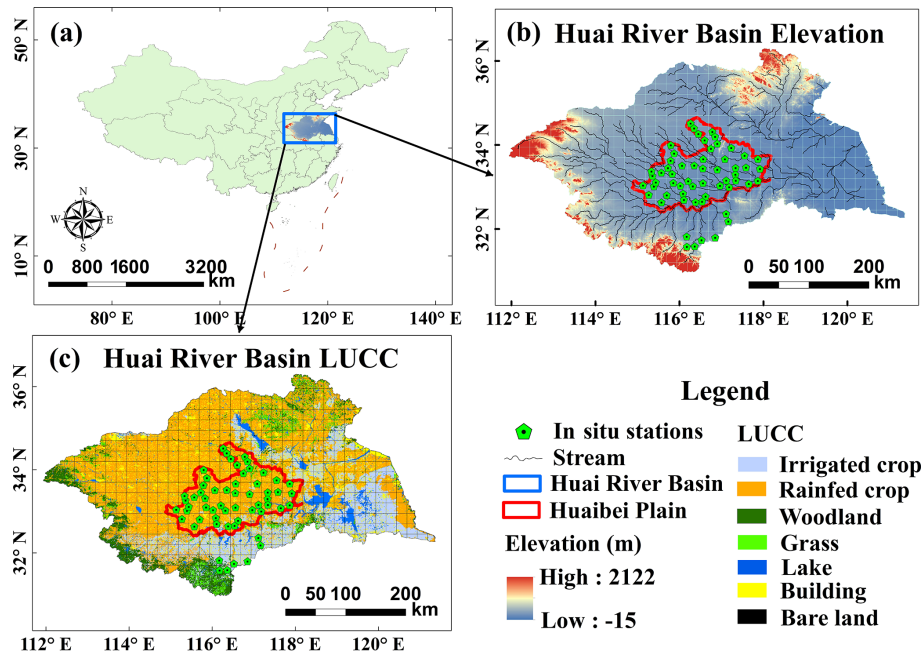 (a)
50° N
30° N
10° N
N
W
E
S
0 800 1600 3200
km
80° E 100° E 120° E 140° E
(b) Huai River Basin Elevation
36° N
34° N
32° N
0 50 100 200
km
112° E 114° E 116° E 118° E 120° E
(c) Huai River Basin LUCC
36° N
34° N
32° N
0 50 100 200
km
112° E 114° E 116° E 118° E 120° E
Legend
In situ stations
Stream
Huai River Basin
Huaibei Plain
Elevation (m)
High : 2122
Low : -15
LUCC
Irrigated crop
Rainfed crop
Woodland
Grass
Lake
Building
Bare land